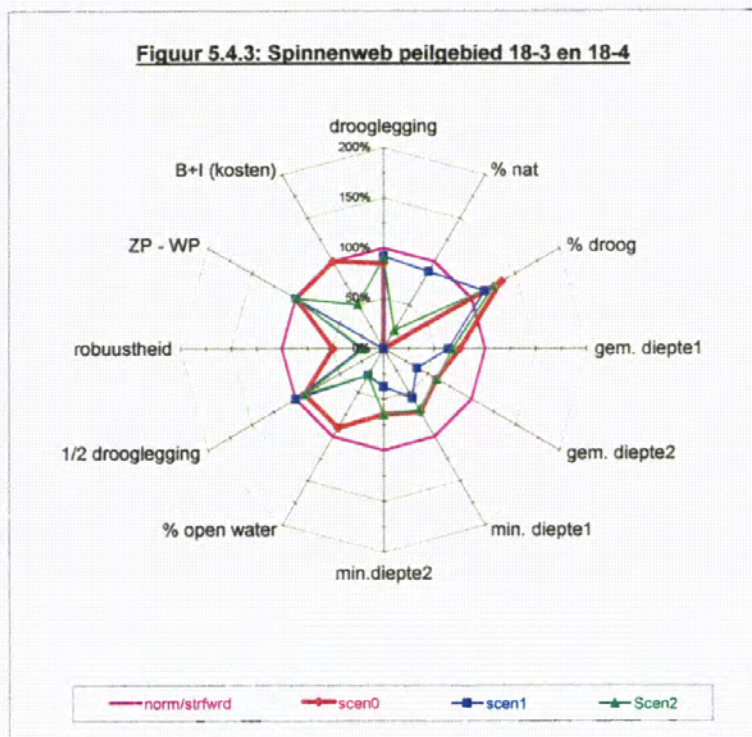 Figuur 5.4.3: Spinnenweb peilgebied 18-3 en 18-4
drooglegging
200%
B+I (kosten)
% nat
150%
ZP - WP
% droog
100%
50%
robuustheid
0%
gem. diepte1
1/2 drooglegging
gem. diepte2
% open water
min. diepte1
min.diepte2
norm/strfwrd
scen0
scen1
Scen2